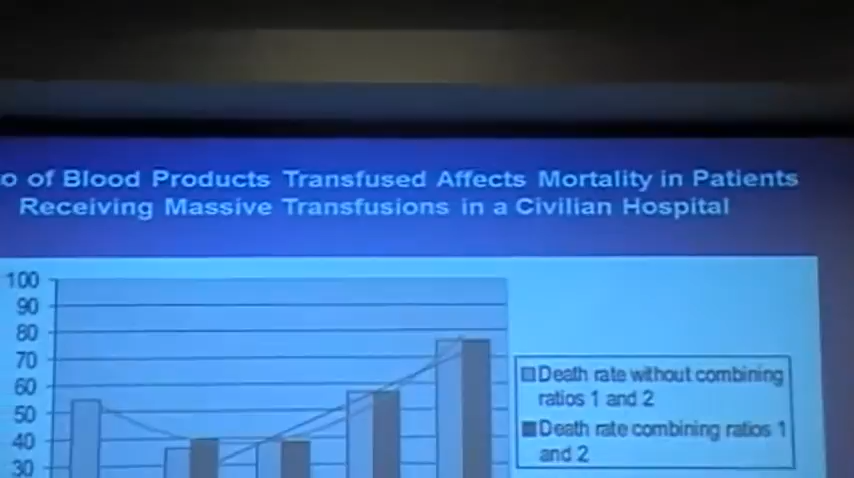 o of Blood Products Transfused Affects Mortality in Patients
Receiving Massive Transfusions in a Civilian Hospital
100
90
80
70
60
50
40
30
Death rate without combining
ratios 1 and 2
Death rate combining ratios 1
and 2